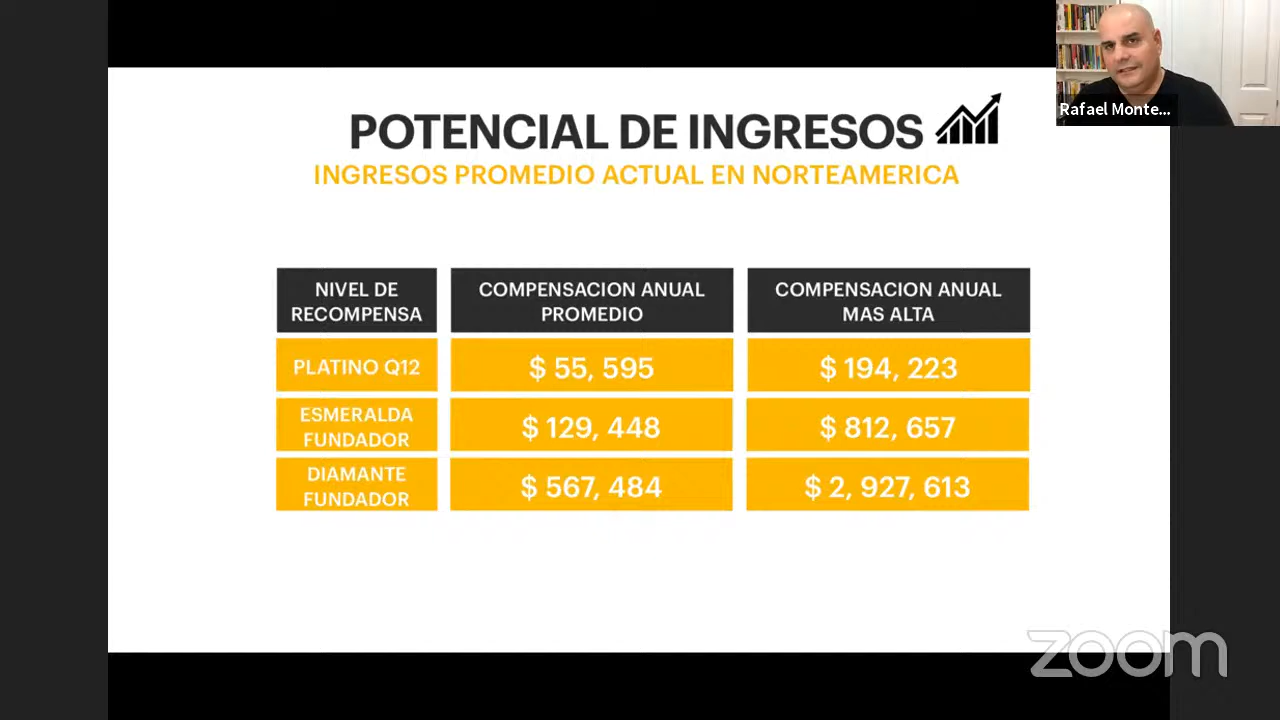 Rafael Monte...
POTENCIAL DE INGRESOS
INGRESOS PROMEDIO ACTUAL EN NORTEAMERICA
NIVEL DE RECOMPENSA
COMPENSACION ANUAL PROMEDIO
COMPENSACION ANUAL MAS ALTA
PLATINO Q12
$ 55, 595
$ 194, 223
ESMERALDA FUNDADOR
$ 129, 448
$ 812, 657
DIAMANTE FUNDADOR
$ 567, 484
$ 2, 927, 613
zoom